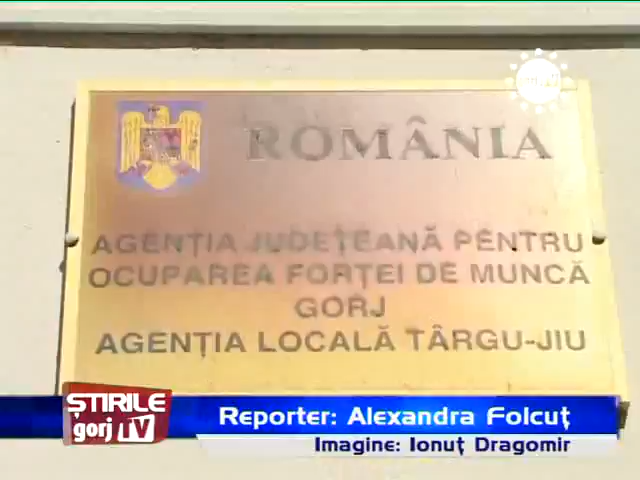 ROMÂNIA
AGENȚIA JUDEȚEANĂ PENTRU
OCUPAREA FORȚEI DE MUNCĂ
GORJ
AGENȚIA LOCALĂ TÂRGU-JIU
ȘTIRILE
gorj TV
Reporter: Alexandra Folcuț
Imagine: Ionuț Dragomir